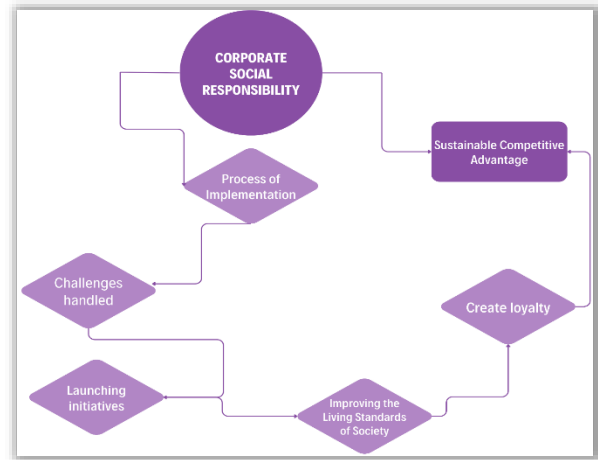 CORPORATE
SOCIAL
RESPONSIBILITY
Sustainable Competitive
Advantage
Process of
Implementation
Challenges
handled
Create loyalty
Launching
initiatives
Improving the
Living Standards
of Society